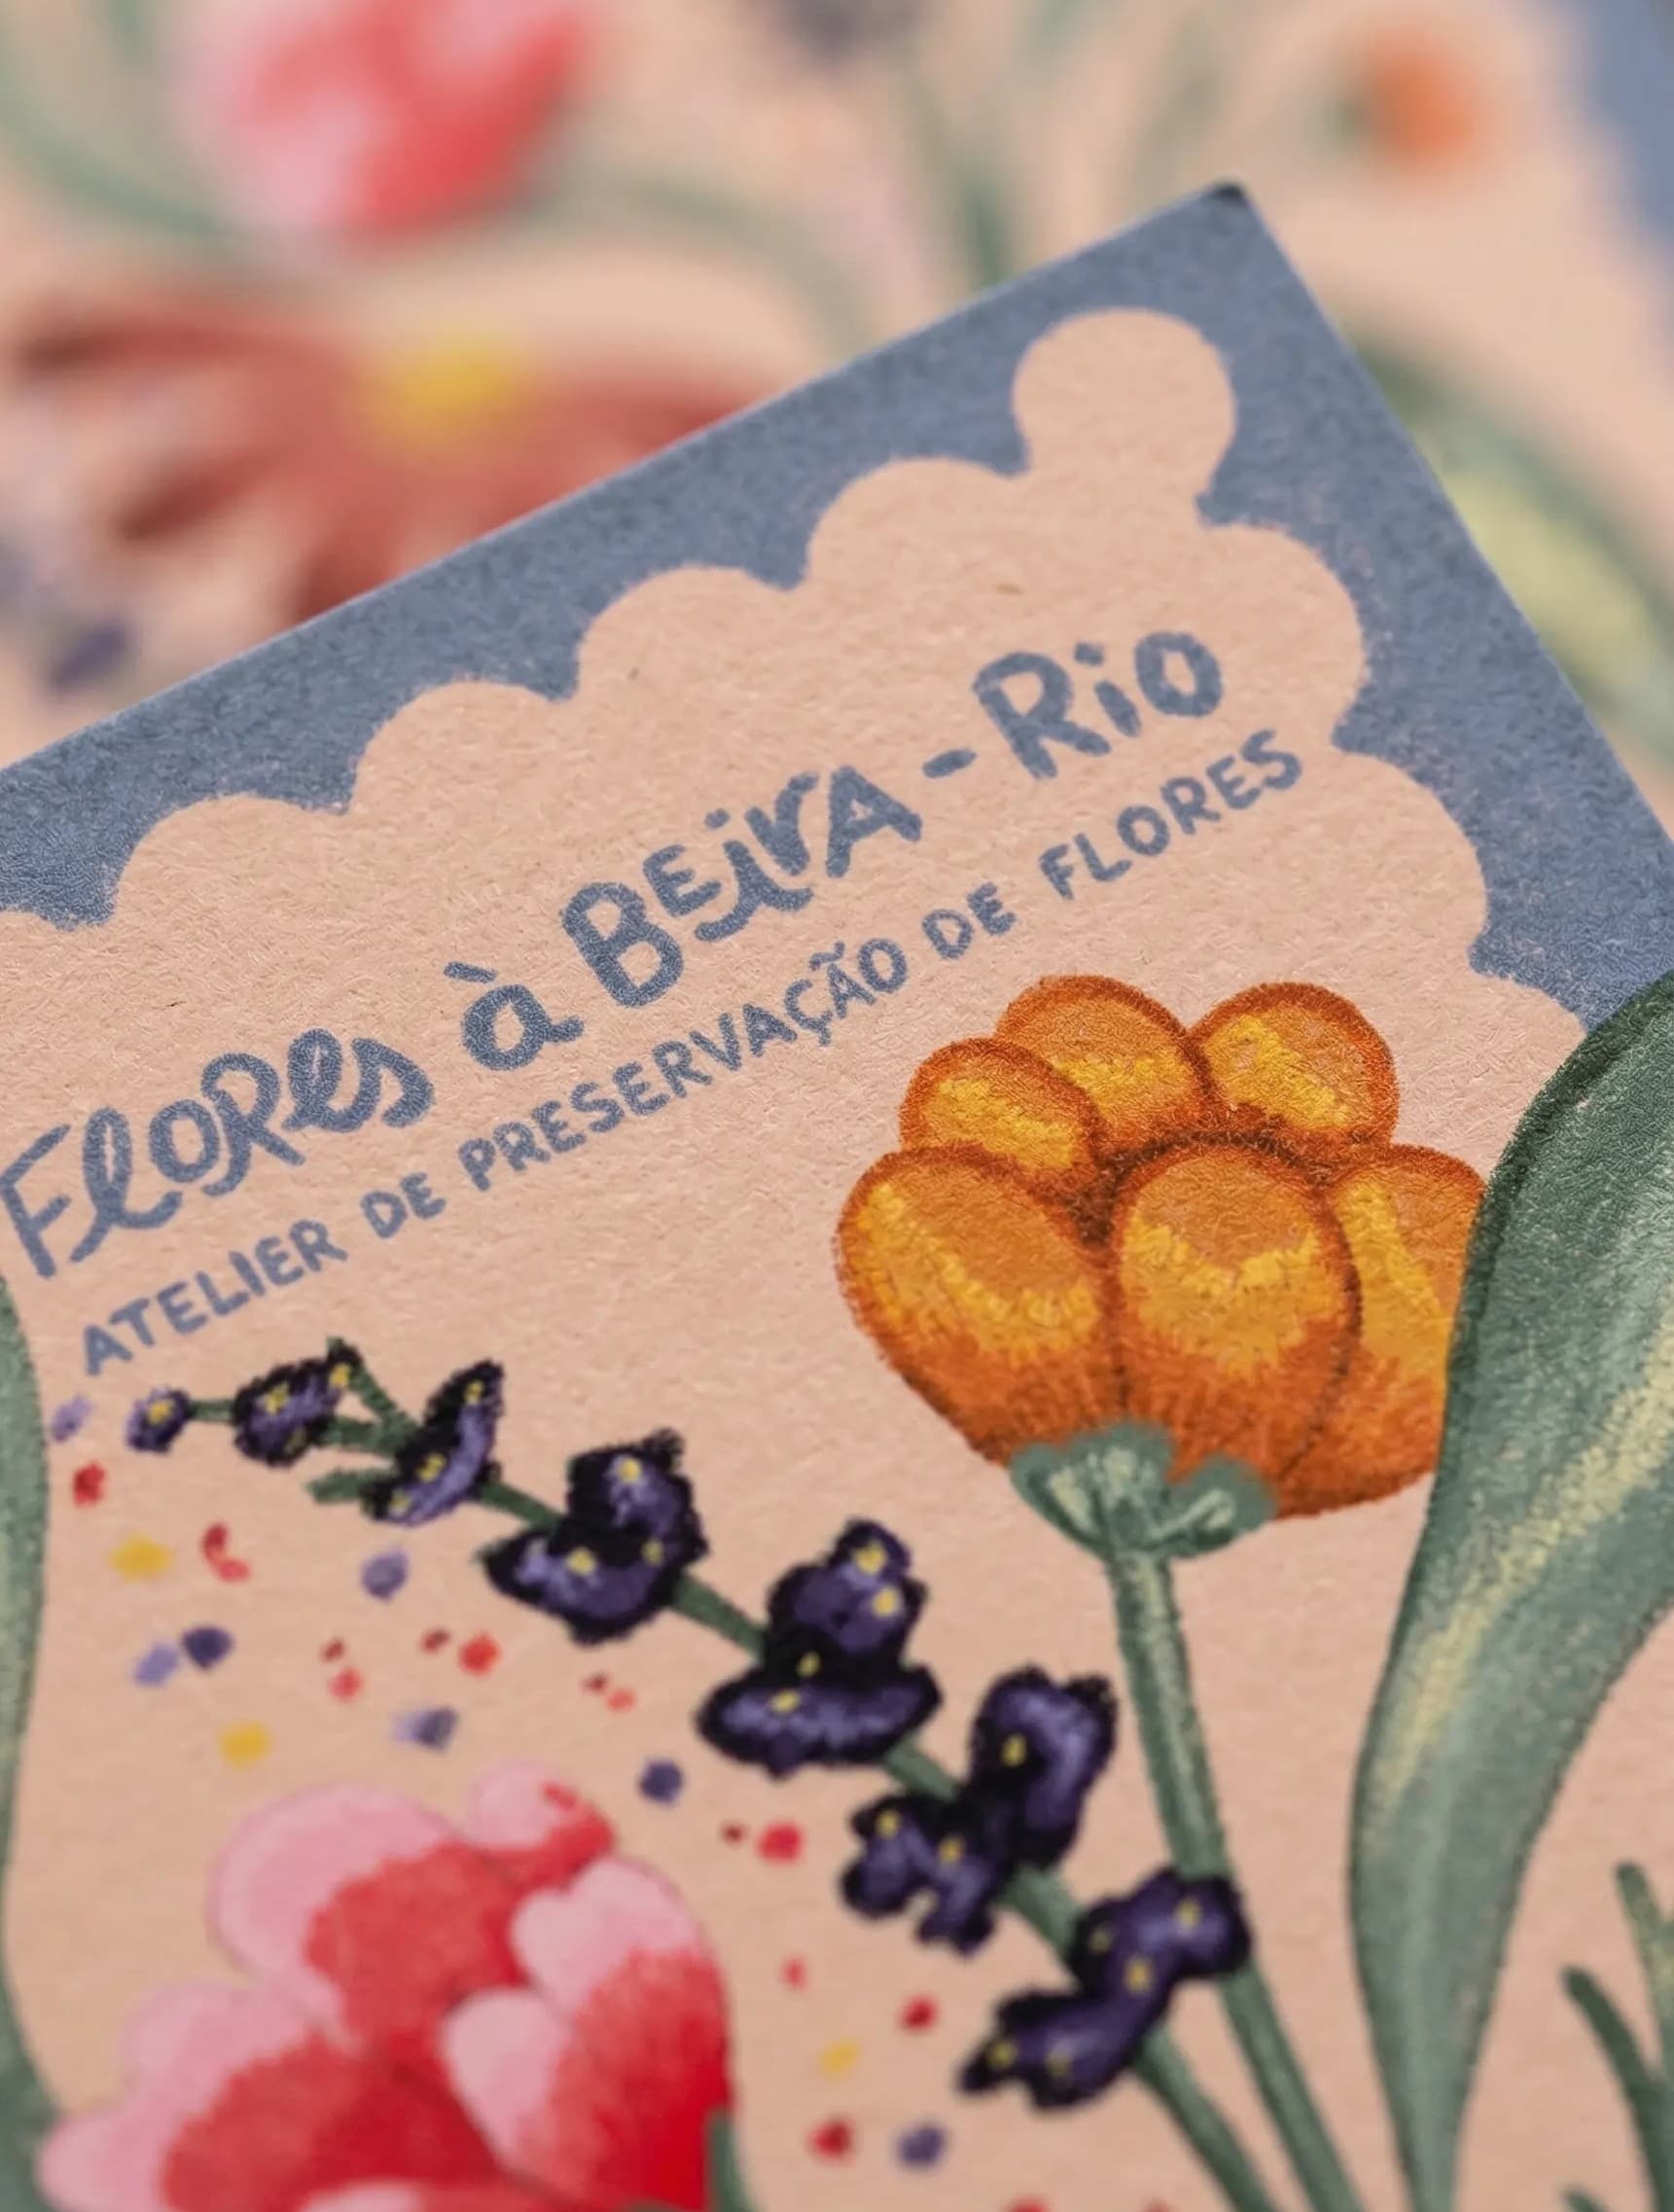 Flores à Beira-Rio
ATELIER DE PRESERVAÇÃO DE FLORES